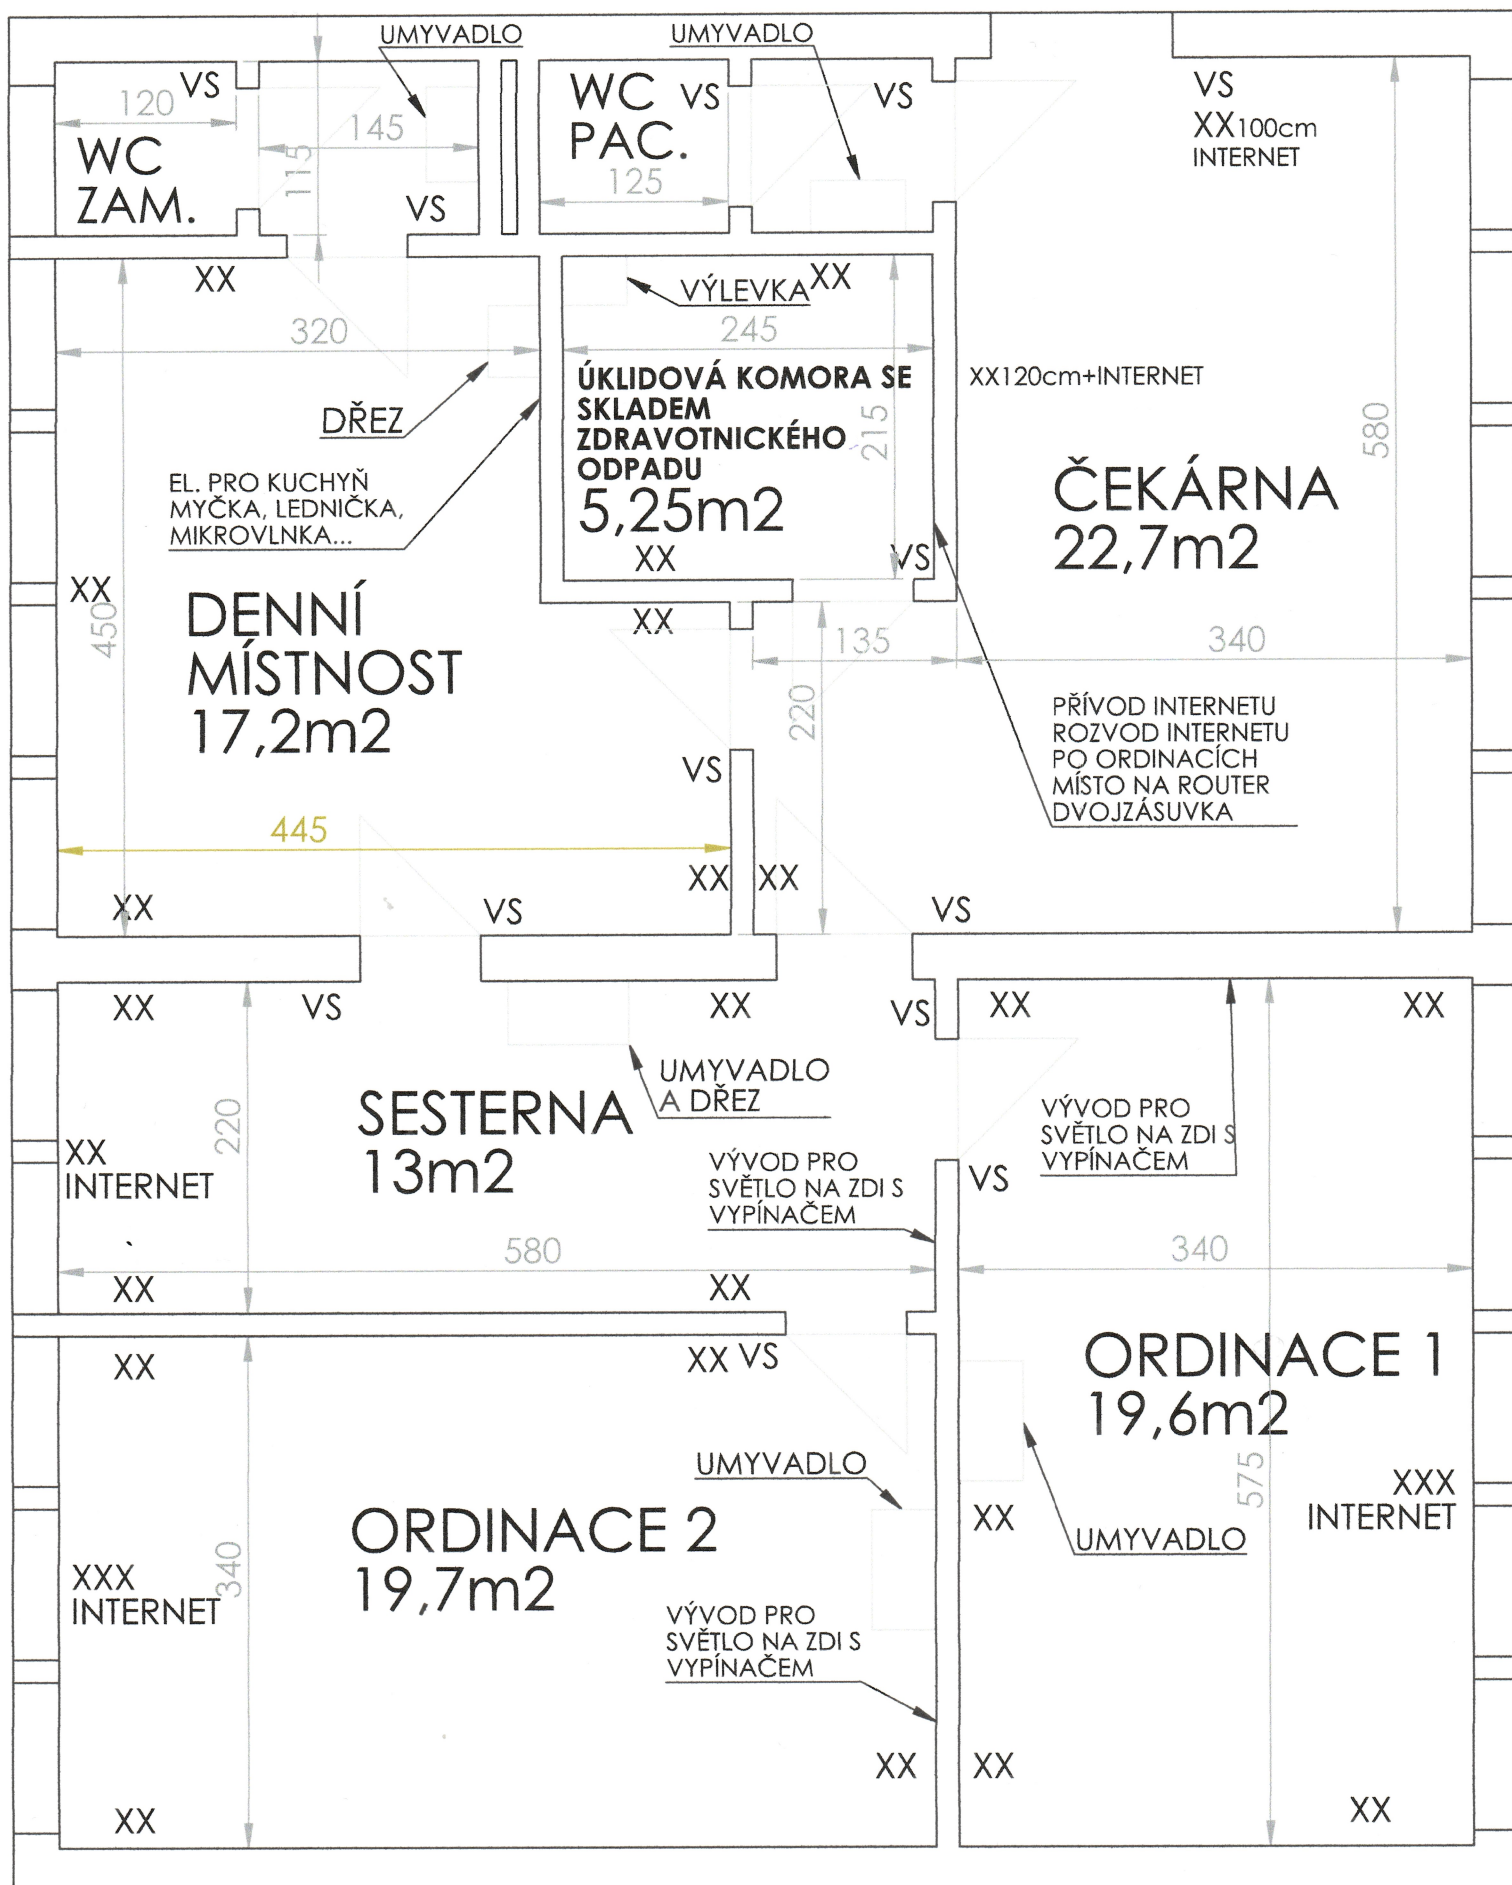 UMYVADLO
UMYVADLO
VS
120
WC
ZAM.
145
115
VS
WC
PAC.
VS
125
VS
VS
XX100cm
INTERNET
XX
320
DŘEZ
EL. PRO KUCHYŇ
MYČKA, LEDNIČKA,
MIKROVLNKA...
VÝLEVKA
XX
245
ÚKLIDOVÁ KOMORA SE
SKLADEM
ZDRAVOTNICKÉHO
ODPADU
5,25m2
215
XX
VS
XX120cm+INTERNET
580
ČEKÁRNA
22,7m2
XX
450
DENNÍ
MÍSTNOST
17,2m2
XX
135
340
220
PŘÍVOD INTERNETU
ROZVOD INTERNETU
PO ORDINACÍCH
MÍSTO NA ROUTER
DVOJZÁSUVKA
VS
445
XX
XX
XX
VS
VS
XX
VS
XX
VS
XX
XX
UMYVADLO
A DŘEZ
SESTERNA
13m2
220
XX
INTERNET
VÝVOD PRO
SVĚTLO NA ZDI S
VYPÍNAČEM
VÝVOD PRO
SVĚTLO NA ZDI S
VYPÍNAČEM
VS
580
340
XX
XX
XX
XX VS
ORDINACE 1
19,6m2
575
UMYVADLO
XX
UMYVADLO
XXX
INTERNET
ORDINACE 2
19,7m2
340
XXX
INTERNET
VÝVOD PRO
SVĚTLO NA ZDI S
VYPÍNAČEM
XX
XX
XX
XX